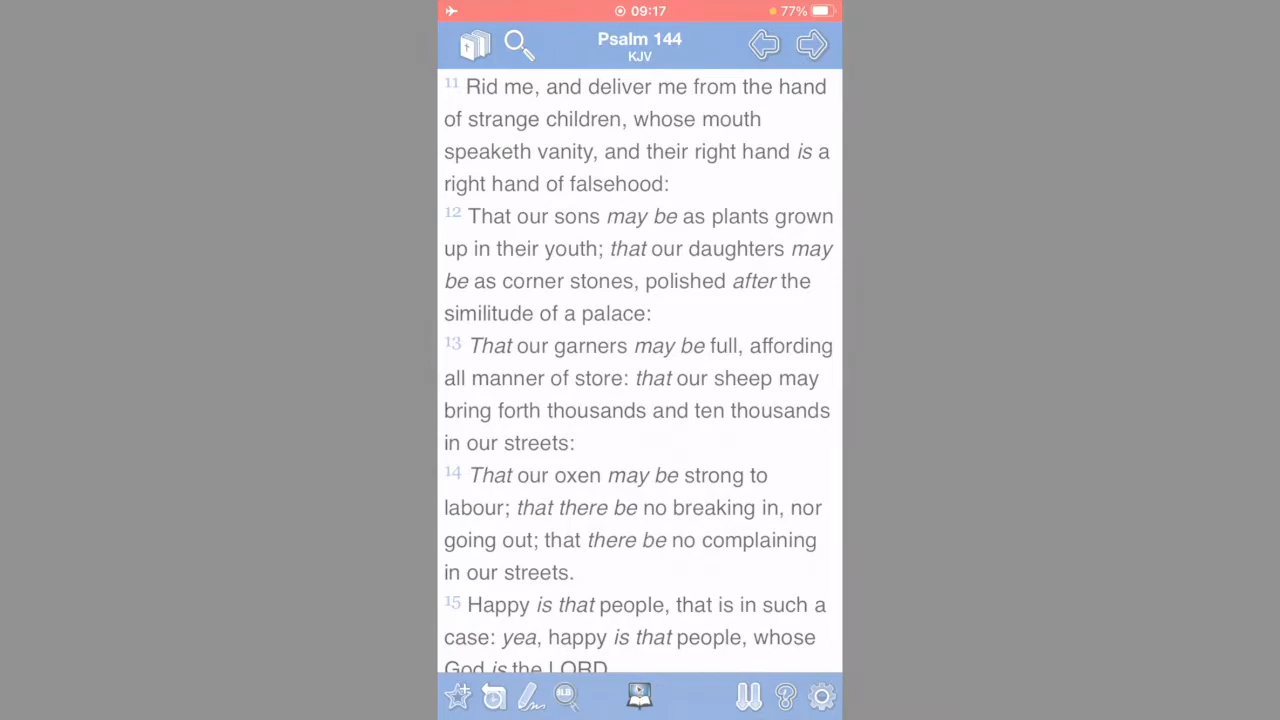 09:17
77%
Psalm 144
KJV
11 Rid me, and deliver me from the hand
of strange children, whose mouth
speaketh vanity, and their right hand is a
right hand of falsehood:
12 That our sons may be as plants grown
up in their youth; that our daughters may
be as corner stones, polished after the
similitude of a palace:
13 That our garners may be full, affording
all manner of store: that our sheep may
bring forth thousands and ten thousands
in our streets:
14 That our oxen may be strong to
labour; that there be no breaking in, nor
going out; that there be no complaining
in our streets.
15 Happy is that people, that is in such a
case: yea, happy is that people, whose
God is the LORD
BLB